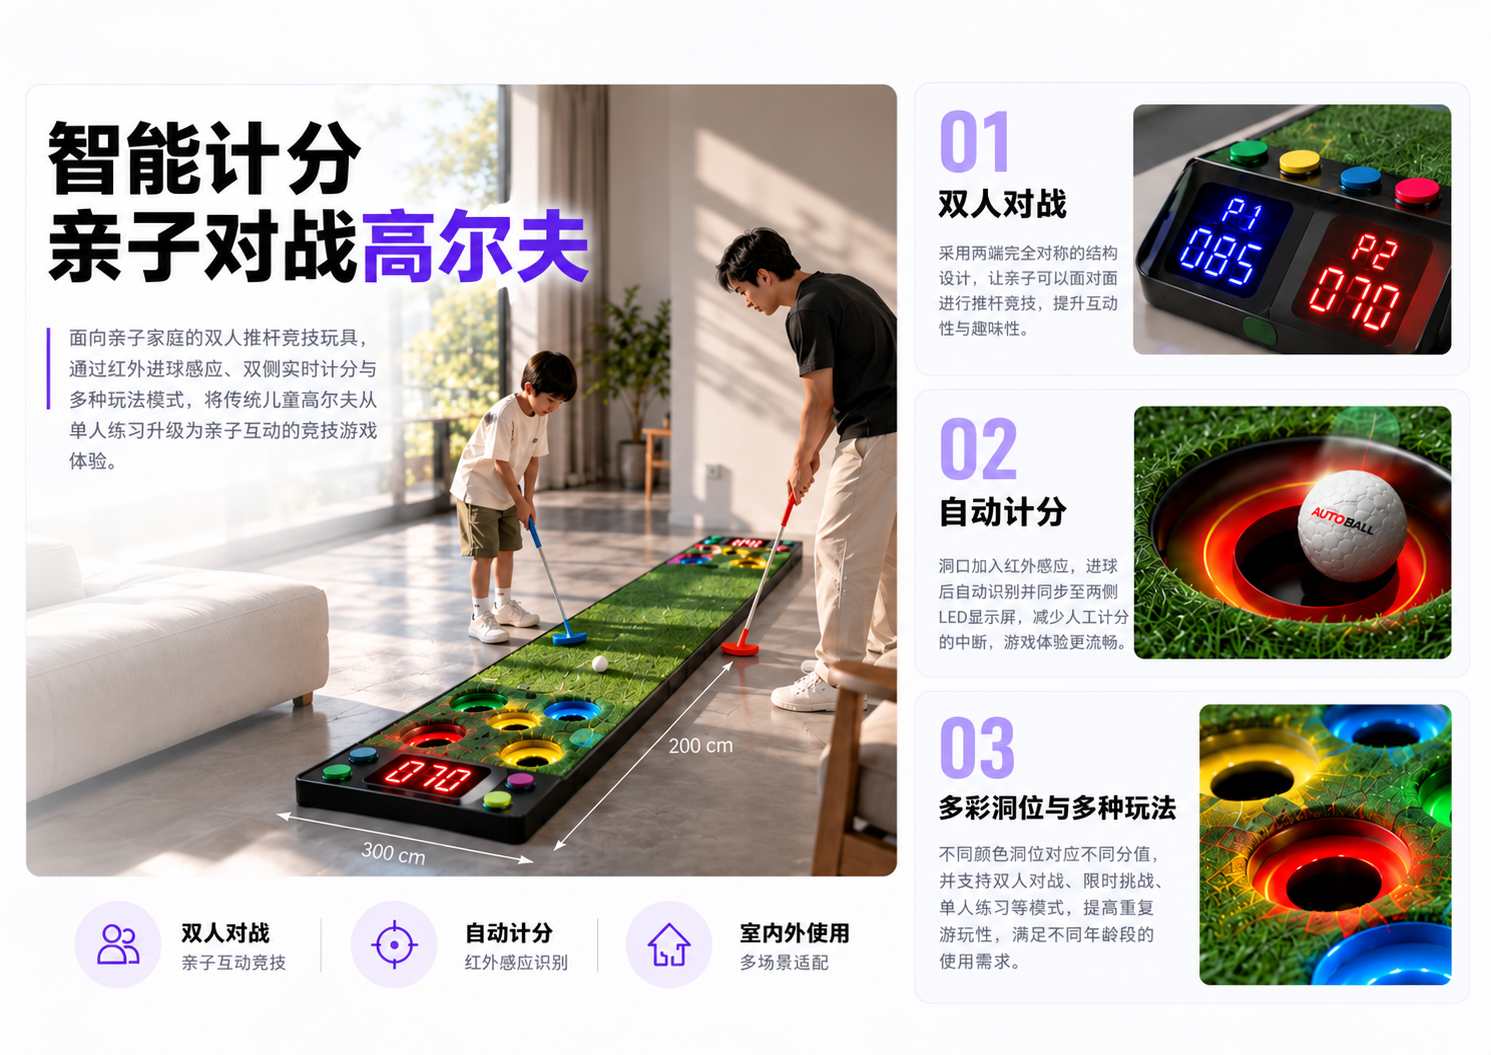 智能计分
亲子对战高尔夫
面向亲子家庭的双人推杆竞技玩具，
通过红外进球感应、双侧实时计分与
多种玩法模式，将传统儿童高尔夫从
单人练习升级为亲子互动的竞技游戏
体验。
070
200 cm
300 cm
双人对战
亲子互动竞技
自动计分
红外感应识别
室内外使用
多场景适配
01
双人对战
采用两端完全对称的结构
设计，让亲子可以面对面
进行推杆竞技，提升互动
性与趣味性。
P1
085
P2
070
02
自动计分
洞口加入红外感应，进球
后自动识别并同步至两侧
LED显示屏，减少人工计分
的中断，游戏体验更流畅。
AUTOBALL
03
多彩洞位与多种玩法
不同颜色洞位对应不同分值，
并支持双人对战、限时挑战、
单人练习等模式，提高重复
游玩性，满足不同年龄段的
使用需求。